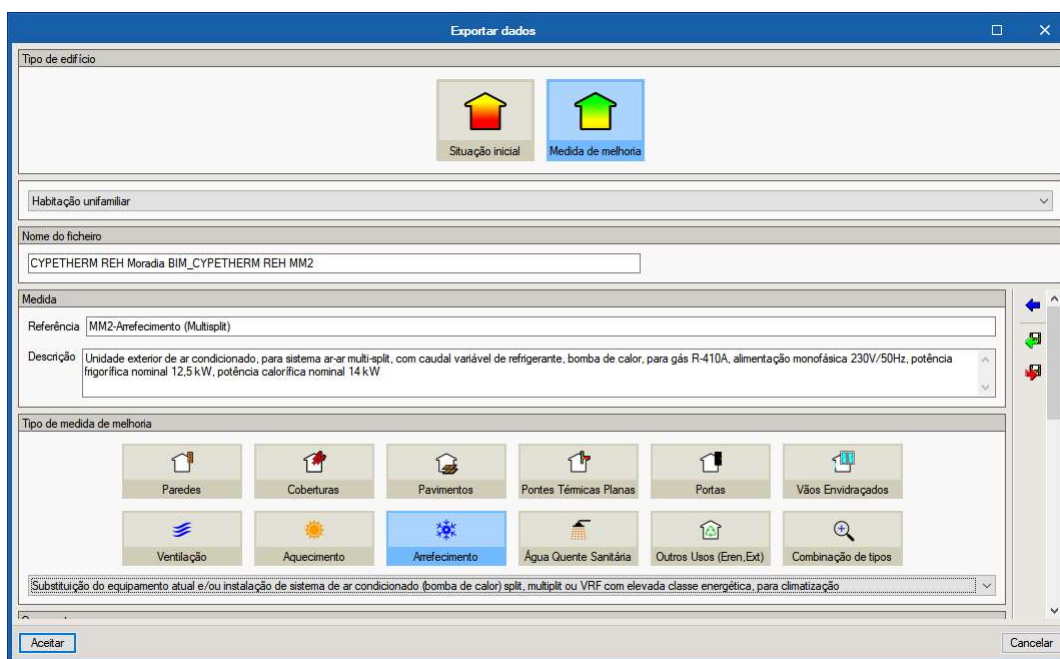 Exportar dados
Tipo de edifício
Situação inicial
Medida de melhoria
Habitação unifamiliar
Nome do ficheiro
CYPETHERM REH Moradia BIM_CYPETHERM REH MM2
Medida
Referência MM2-Arrefecimento (Multisplit)
Descrição Unidade exterior de ar condicionado, para sistema ar-ar multi-split, com caudal variável de refrigerante, bomba de calor, para gás R-410A, alimentação monofásica 230V/50Hz, potência
frigorífica nominal 12,5 kW, potência calorífica nominal 14 kW
Tipo de medida de melhoria
Paredes Coberturas Pavimentos Pontes Térmicas Planas Portas Vãos Envidraçados
Ventilação Aquecimento Arrefecimento Água Quente Sanitária Outros Usos (Eren,Ext) Combinação de tipos
Substituição do equipamento atual e/ou instalação de sistema de ar condicionado (bomba de calor) split, multiplit ou VRF com elevada classe energética, para climatização
Aceitar Cancelar